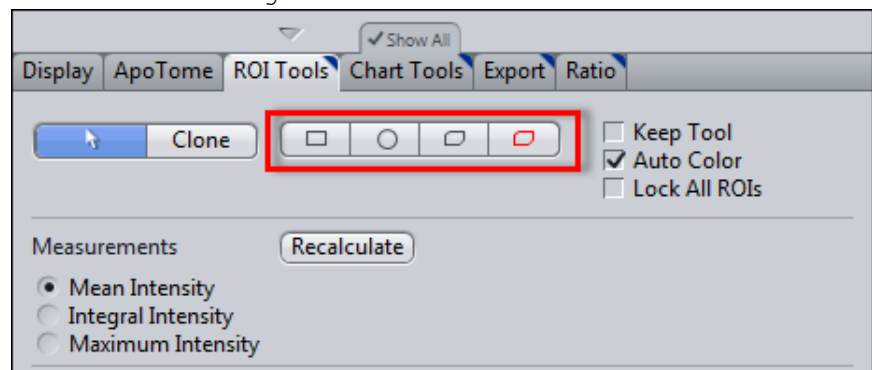 Show All
Display ApoTome ROI Tools Chart Tools Export Ratio
Clone
Keep Tool
Auto Color
Lock All ROIs
Measurements Recalculate
Mean Intensity
Integral Intensity
Maximum Intensity